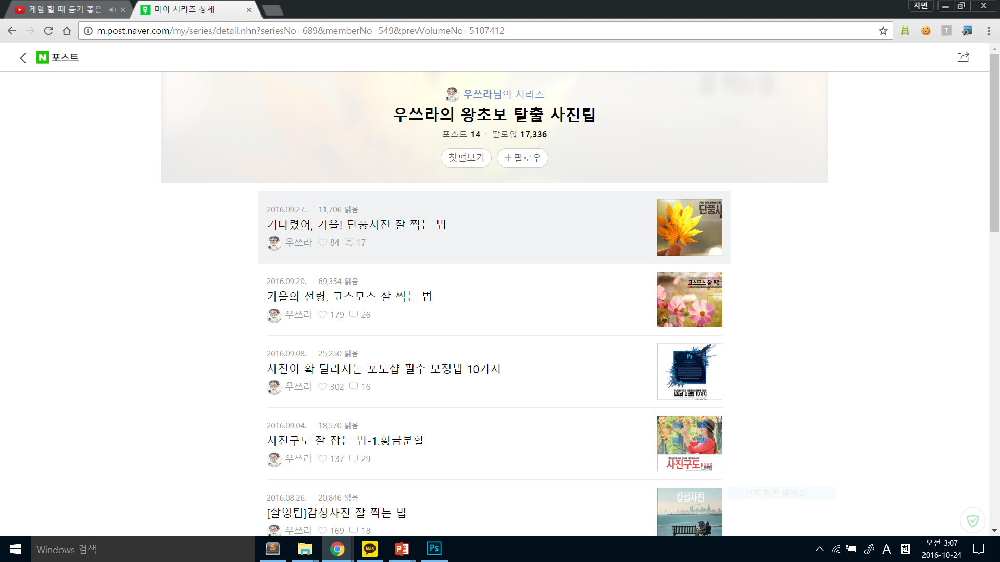 게임 할 때 듣기 좋은
마이 시리즈 상세
자민
m.post.naver.com/my/series/detail.nhn?seriesNo=689&memberNo=549&prevVolumeNo=5107412
N 포스트
우쓰라님의 시리즈
우쓰라의 왕초보 탈출 사진팁
포스트 14 · 팔로워 17,336
첫편보기 + 팔로우
2016.09.27. 11,706 읽음
기다렸어, 가을! 단풍사진 잘 찍는 법
우쓰라 84 17
단풍사
2016.09.20. 69,354 읽음
가을의 전령, 코스모스 잘 찍는 법
우쓰라 179 26
코스모스 잘 찍는
2016.09.08. 25,250 읽음
사진이 확 달라지는 포토샵 필수 보정법 10가지
우쓰라 302 16
Ps
포토샵 보정법 10가지
2016.09.04. 18,570 읽음
사진구도 잘 잡는 법-1.황금분할
우쓰라 137 29
사진구도 잘 잡는 법
01.황금분할
2016.08.26. 20,846 읽음
[촬영팁]감성사진 잘 찍는 법
우쓰라 169 18
감성사진
전체 화면 캡처(S)
Windows 검색
S
TALK
P
Ps
A
한
오전 3:07
2016-10-24